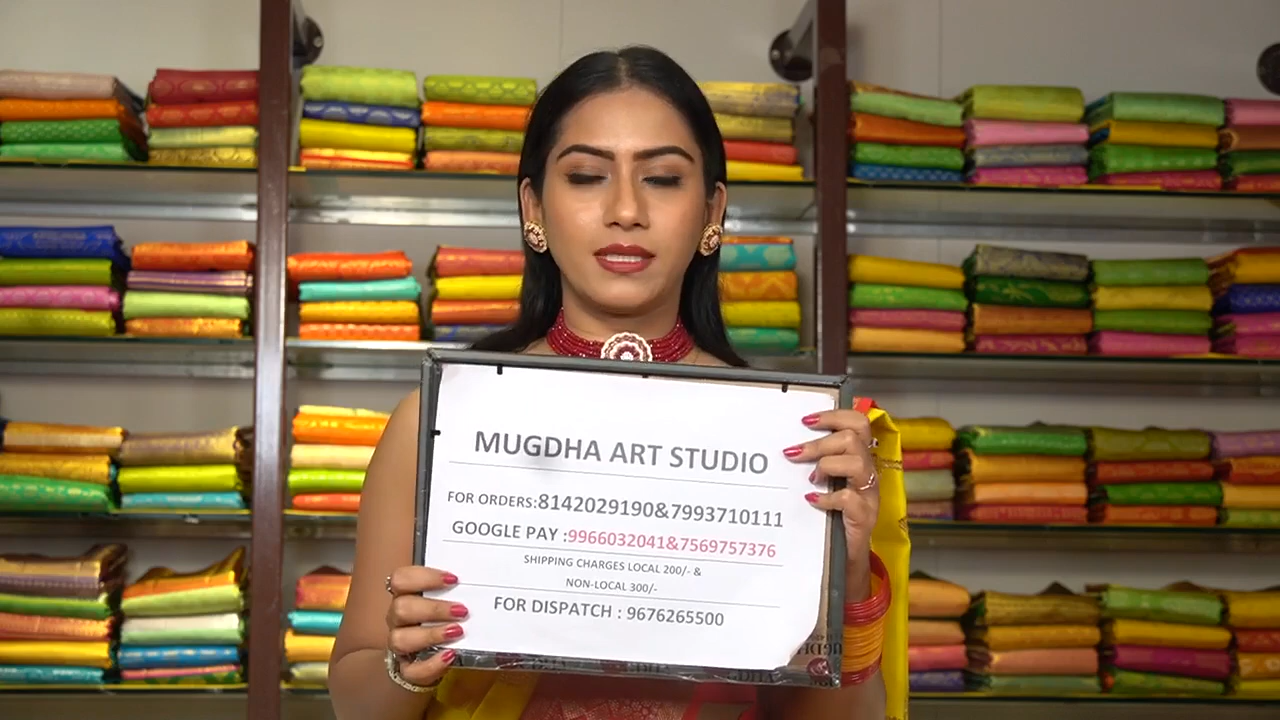 MUGDHA ART STUDIO
FOR ORDERS:8142029190&7993710111
GOOGLE PAY :9966032041&7569757376
SHIPPING CHARGES LOCAL 200/- &
NON-LOCAL 300/-
FOR DISPATCH : 9676265500